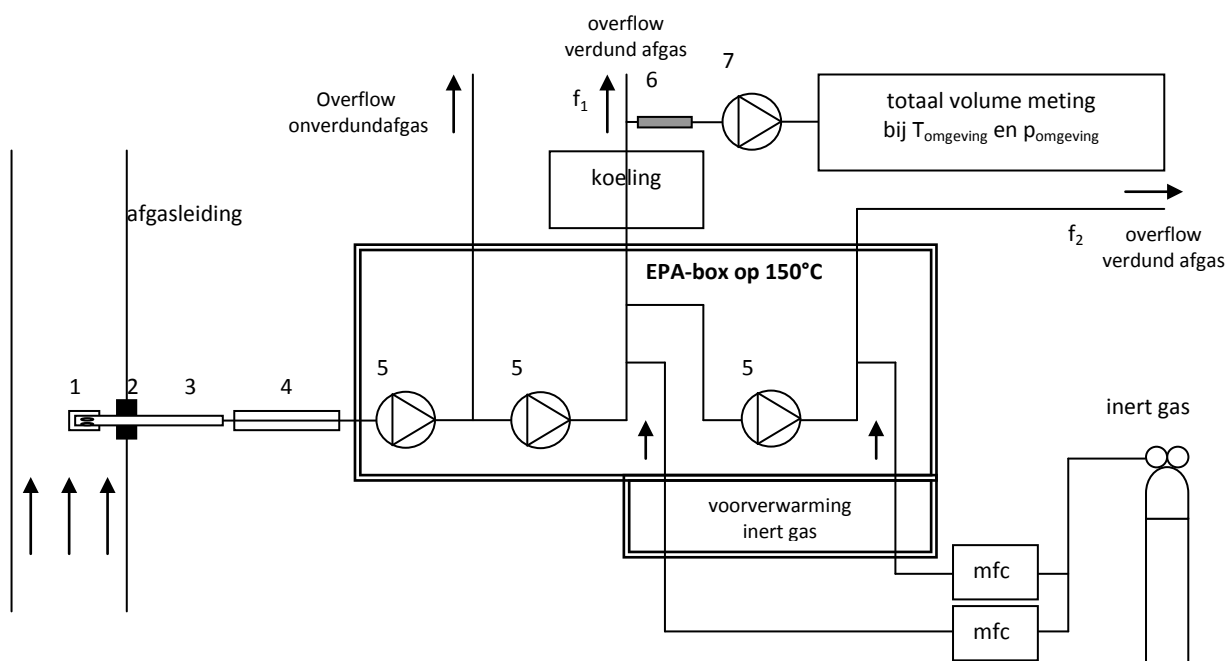 overflow
verdund afgas
6
7
f1
Overflow
onverdundafgas
totaal volume meting
bij Tomgeving en pomgeving
koeling
afgasleiding
f2
overflow
verdund afgas
EPA-box op 150°C
1
2
3
4
5
5
5
inert gas
voorverwarming
inert gas
mfc
mfc